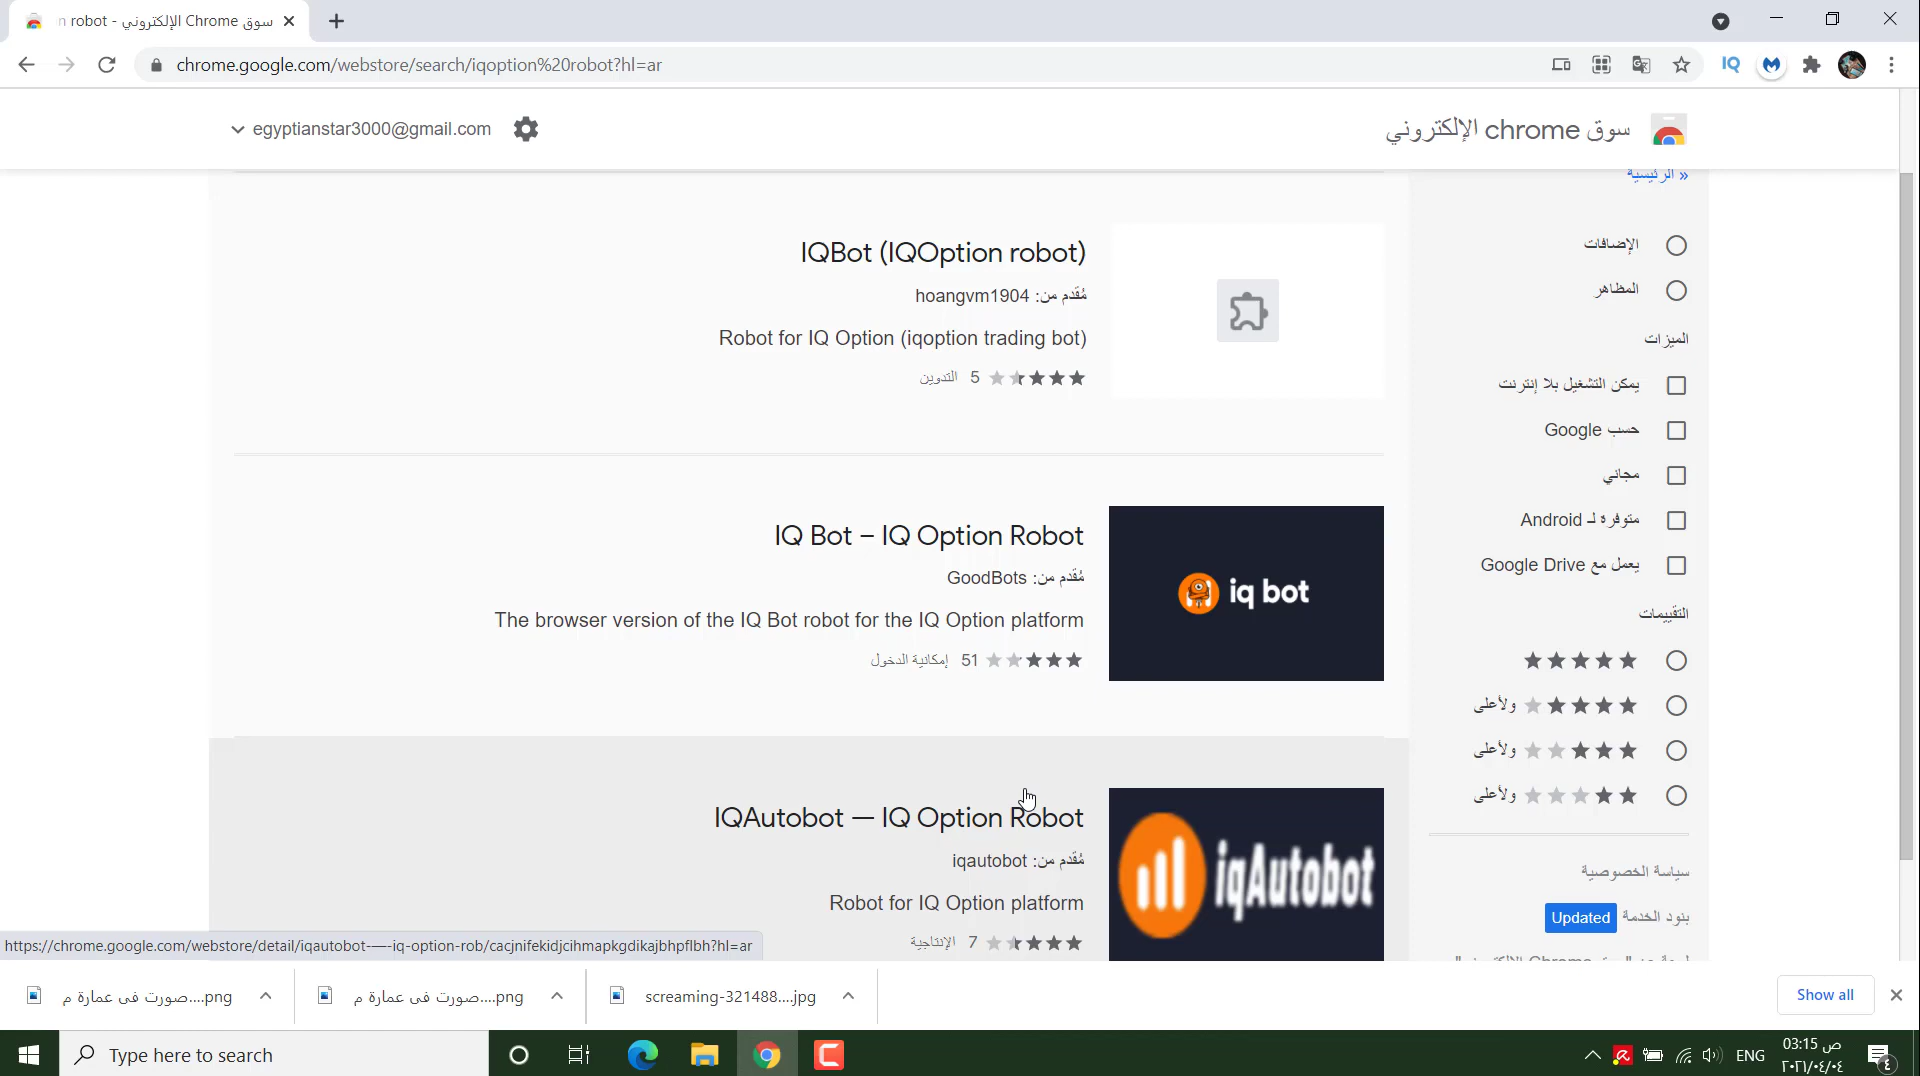 n robot - سوق Chrome الإلكتروني
chrome.google.com/webstore/search/iqoption%20robot?hl=ar
IQ
egyptianstar3000@gmail.com
سوق chrome الإلكتروني
« الرئيسية
الإضافات
المظاهر
الميزات
يمكن التشغيل بلا إنترنت
حسب Google
مجاني
متوفرة لـ Android
يعمل مع Google Drive
التقييمات
ولأعلى
ولأعلى
ولأعلى
سياسة الخصوصية
بنود الخدمة Updated
IQBot (IQOption robot)
مُقدم من: hoangvm1904
Robot for IQ Option (iqoption trading bot)
5 التدوين
IQ Bot – IQ Option Robot
مُقدم من: GoodBots
The browser version of the IQ Bot robot for the IQ Option platform
51 إمكانية الدخول
iq bot
IQAutobot — IQ Option Robot
مُقدم من: iqautobot
Robot for IQ Option platform
7 الإنتاجية
iqAutobot
https://chrome.google.com/webstore/detail/iqautobot-—-iq-option-rob/cacjnifekidjcihmapkgdikajbhpflbh?hl=ar
صورت فى عمارة م....png
صورت فى عمارة م....png
screaming-321488....jpg
Show all
Type here to search
ENG
03:15 ص
٢٠٢١/٠٤/٠٤
٤